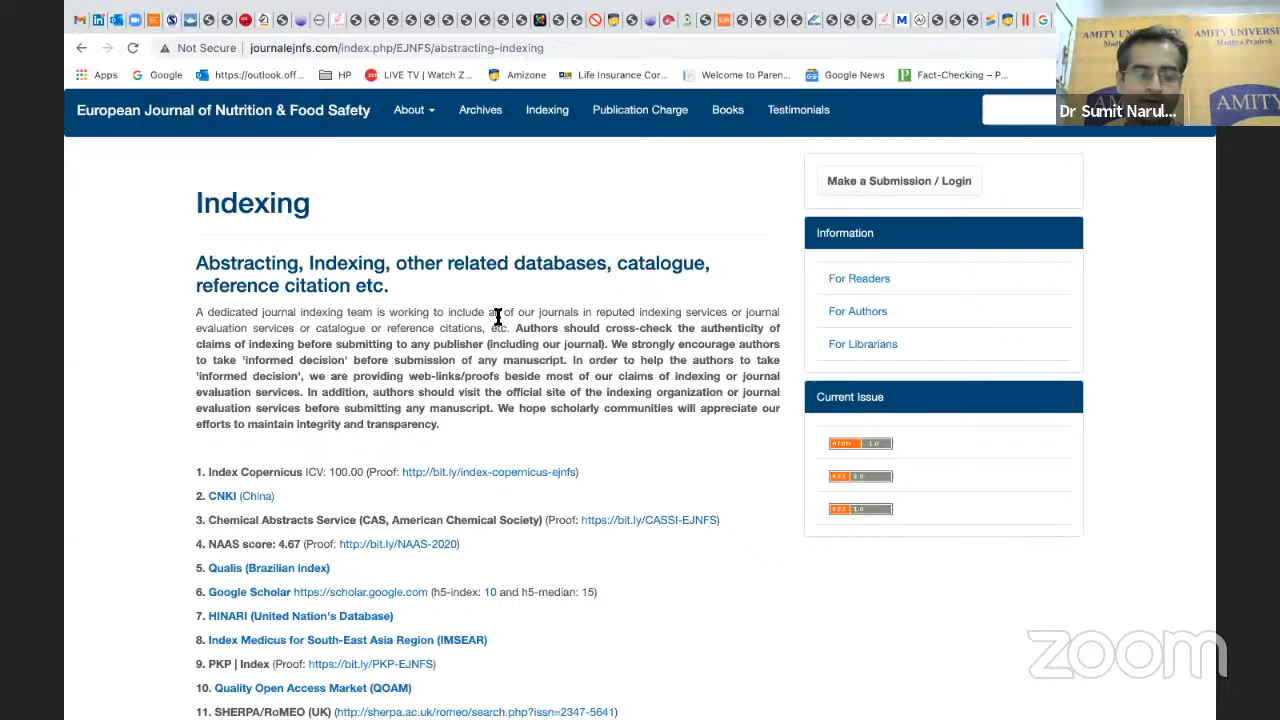 Not Secure journalejnfs.com/index.php/EJNFS/abstracting-indexing
Apps Google https://outlook.off... HP LIVE TV | Watch Z... Amizone Life Insurance Cor... Welcome to Paren... Google News Fact-Checking – P...
AMITY UNIVERSI
Madhya Pradesh
AMITY
Dr Sumit Narul...
European Journal of Nutrition & Food Safety About Archives Indexing Publication Charge Books Testimonials
Make a Submission / Login
Indexing
Information
For Readers
For Authors
For Librarians
Current Issue
ATOM 1.0
RSS 2.0
RSS 1.0
Abstracting, Indexing, other related databases, catalogue,
reference citation etc.
A dedicated journal indexing team is working to include all of our journals in reputed indexing services or journal
evaluation services or catalogue or reference citations, etc. Authors should cross-check the authenticity of
claims of indexing before submitting to any publisher (including our journal). We strongly encourage authors
to take 'informed decision' before submission of any manuscript. In order to help the authors to take
'informed decision', we are providing web-links/proofs beside most of our claims of indexing or journal
evaluation services. In addition, authors should visit the official site of the indexing organization or journal
evaluation services before submitting any manuscript. We hope scholarly communities will appreciate our
efforts to maintain integrity and transparency.
1. Index Copernicus ICV: 100.00 (Proof: http://bit.ly/index-copernicus-ejnfs)
2. CNKI (China)
3. Chemical Abstracts Service (CAS, American Chemical Society) (Proof: https://bit.ly/CASSI-EJNFS)
4. NAAS score: 4.67 (Proof: http://bit.ly/NAAS-2020)
5. Qualis (Brazilian index)
6. Google Scholar https://scholar.google.com (h5-index: 10 and h5-median: 15)
7. HINARI (United Nation's Database)
8. Index Medicus for South-East Asia Region (IMSEAR)
9. PKP | Index (Proof: https://bit.ly/PKP-EJNFS)
10. Quality Open Access Market (QOAM)
11. SHERPA/RoMEO (UK) (http://sherpa.ac.uk/romeo/search.php?issn=2347-5641)
zoom